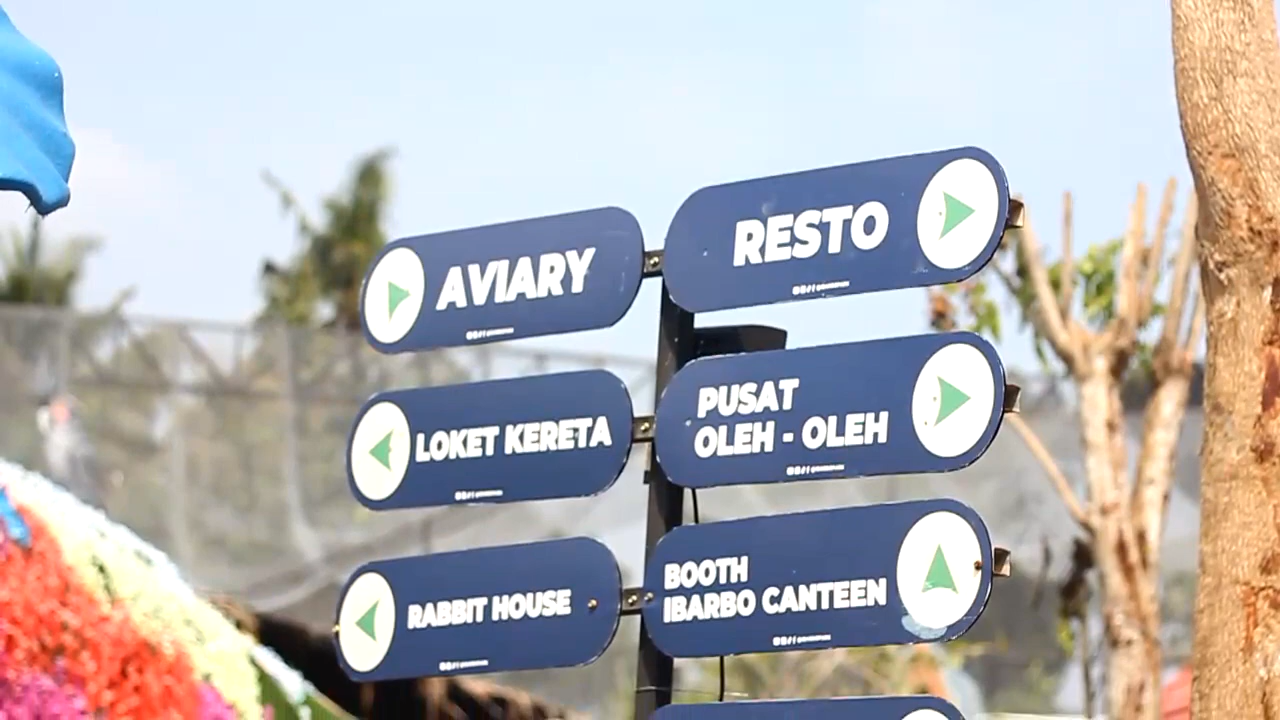 AVIARY
LOKET KERETA
RABBIT HOUSE
RESTO
PUSAT
OLEH - OLEH
BOOTH
IBARBO CANTEEN